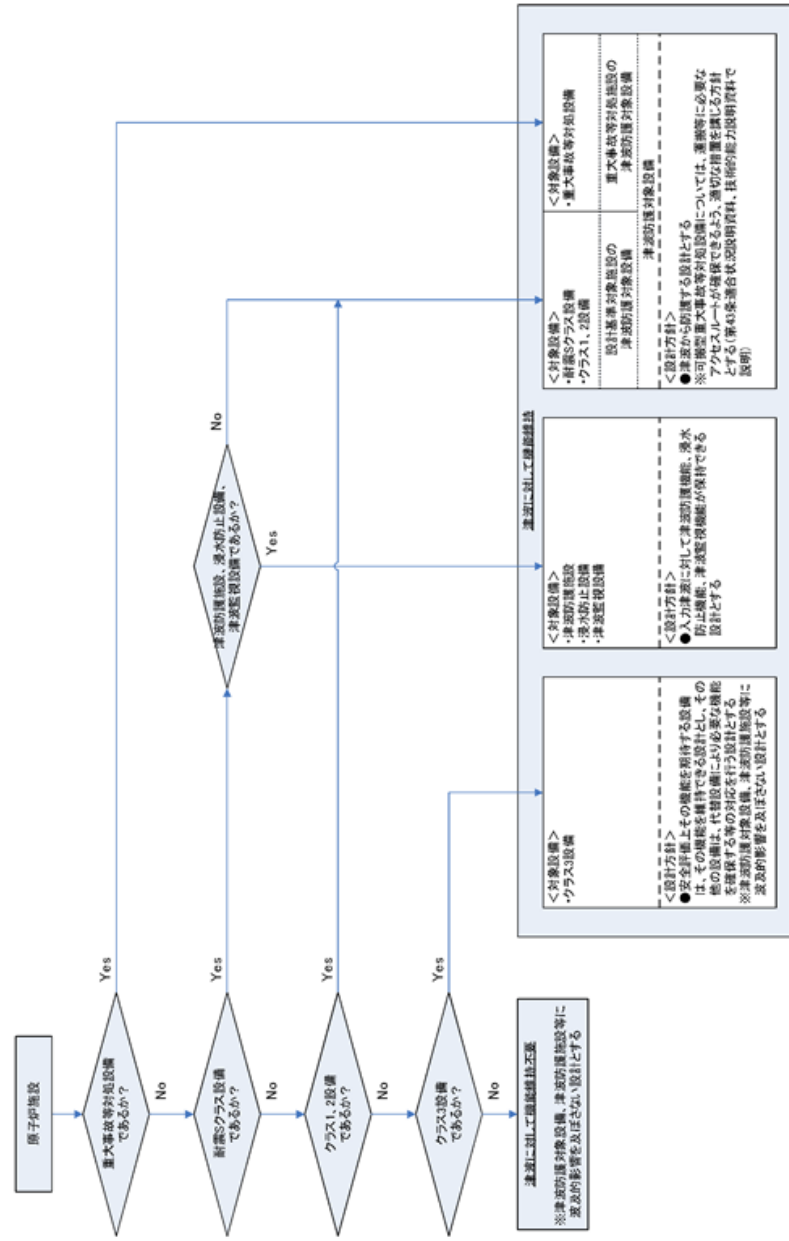 原子炉施設
重大事故等対処設備
であるか？
Yes
No
耐震Sクラス設備
であるか？
Yes
No
津波防護施設、浸水防止設備、
津波監視設備であるか？
No
Yes
クラス1、2設備
であるか？
Yes
No
クラス3設備
であるか？
Yes
No
津波に対して機能維持不要
※津波防護対象設備、津波防護施設等に
波及的影響を及ぼさない設計とする
津波に対して機能維持
＜対象設備＞
・クラス3設備
＜設計方針＞
●安全評価上その機能を期待する設備
は、その機能を維持できる設計とし、その
他の設備は、代替設備により必要な機能
を確保する等の対応を行う設計とする
※津波防護対象設備、津波防護施設等に
波及的影響を及ぼさない設計とする
＜対象設備＞
・津波防護施設
・浸水防止設備
・津波監視設備
＜設計方針＞
●入力津波に対して津波防護機能、浸水
防止機能、津波監視機能が保持できる
設計とする
＜対象設備＞
・耐震Sクラス設備
・クラス1、2設備
設計基準対象施設の
津波防護対象設備
＜対象設備＞
・重大事故等対処設備
重大事故等対処施設の
津波防護対象設備
津波防護対象設備
＜設計方針＞
●津波から防護する設計とする
※可搬型重大事故等対処設備については、運搬等に必要な
アクセスルートが確保できるよう、適切な措置を講じる方針
とする（第43条適合状況説明資料、技術的能力説明資料で
説明）